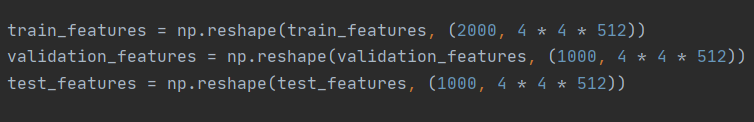 train_features = np.reshape(train_features, (2000, 4 * 4 * 512))
validation_features = np.reshape(validation_features, (1000, 4 * 4 * 512))
test_features = np.reshape(test_features, (1000, 4 * 4 * 512))